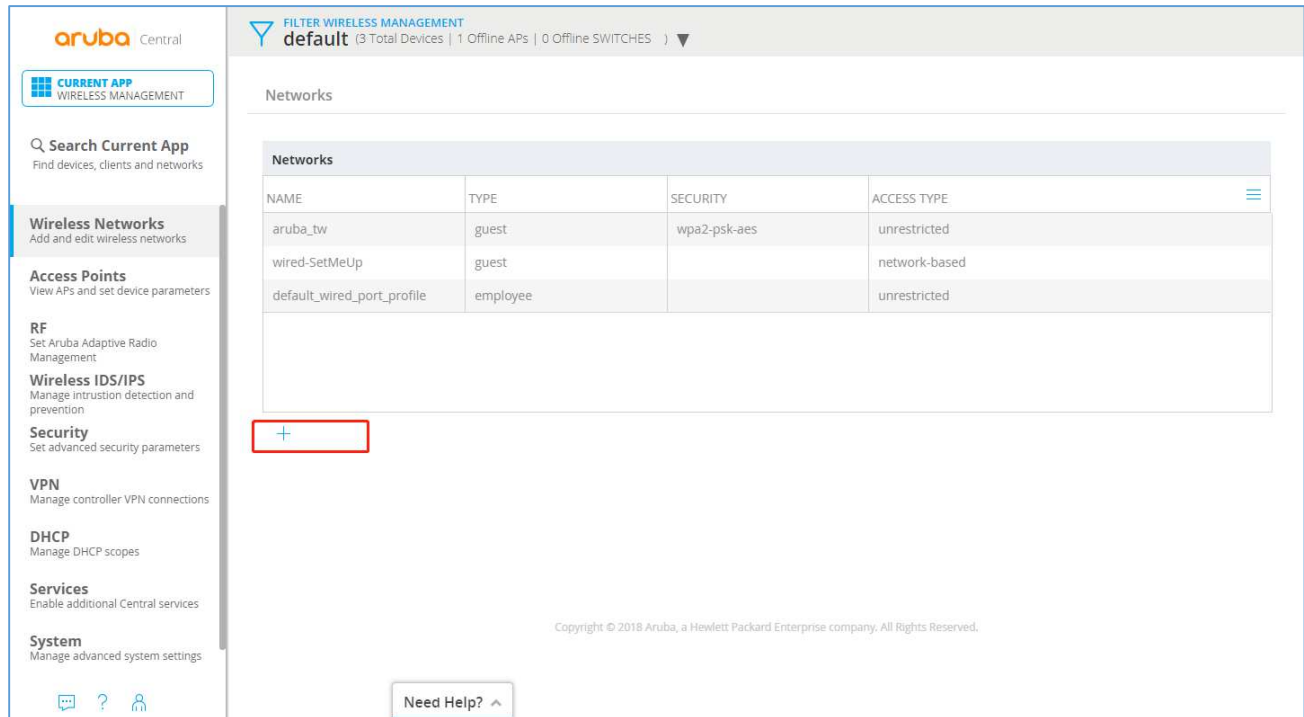 aruba Central
CURRENT APP
WIRELESS MANAGEMENT
Search Current App
Find devices, clients and networks
Wireless Networks
Add and edit wireless networks
Access Points
View APs and set device parameters
RF
Set Aruba Adaptive Radio
Management
Wireless IDS/IPS
Manage intrustion detection and
prevention
Security
Set advanced security parameters
VPN
Manage controller VPN connections
DHCP
Manage DHCP scopes
Services
Enable additional Central services
System
Manage advanced system settings
?
FILTER WIRELESS MANAGEMENT
default (3 Total Devices | 1 Offline APs | 0 Offline SWITCHES ) ▼
Networks
Networks
NAME TYPE SECURITY ACCESS TYPE
aruba_tw guest wpa2-psk-aes unrestricted
wired-SetMeUp guest network-based
default_wired_port_profile employee unrestricted
+
Copyright © 2018 Aruba, a Hewlett Packard Enterprise company. All Rights Reserved.
Need Help?